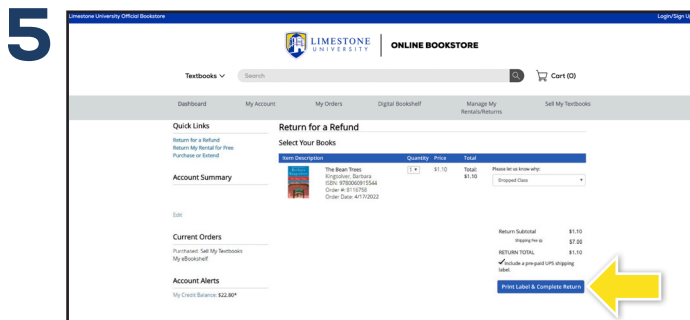 5
Limestone University Official Bookstore
Login/Sign U
LIMESTONE
UNIVERSITY
ONLINE BOOKSTORE
Textbooks
Search
Cart (0)
Dashboard
My Account
My Orders
Digital Bookshelf
Manage My
Rentals/Returns
Sell My Textbooks
Quick Links
Return for a Refund
Return My Rental for Free
Purchase or Extend
Account Summary
Edit
Current Orders
Purchased: Sell My Textbooks
My eBookshelf
Account Alerts
My Credit Balance: $22.80*
Return for a Refund
Select Your Books
Item Description Quantity Price Total
The Bean Trees 1 $1.10 Total:
Kingsolver, Barbara $1.10
ISBN: 9780060915544
Order #: 8116758
Order Date: 4/17/2022
Please let us know why:
Dropped Class
Return Subtotal $1.10
Shipping Fee $7.00
RETURN TOTAL $1.10
Include a pre-paid UPS shipping
label.
Print Label & Complete Return